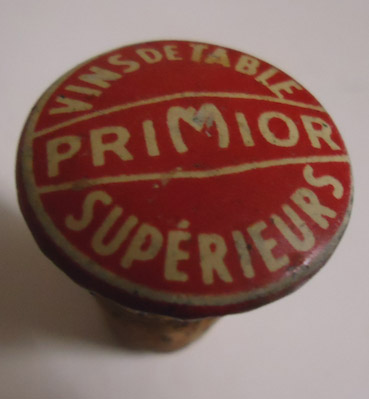 VINS DE TABLE
PRIMIOR
SUPÉRIEURS